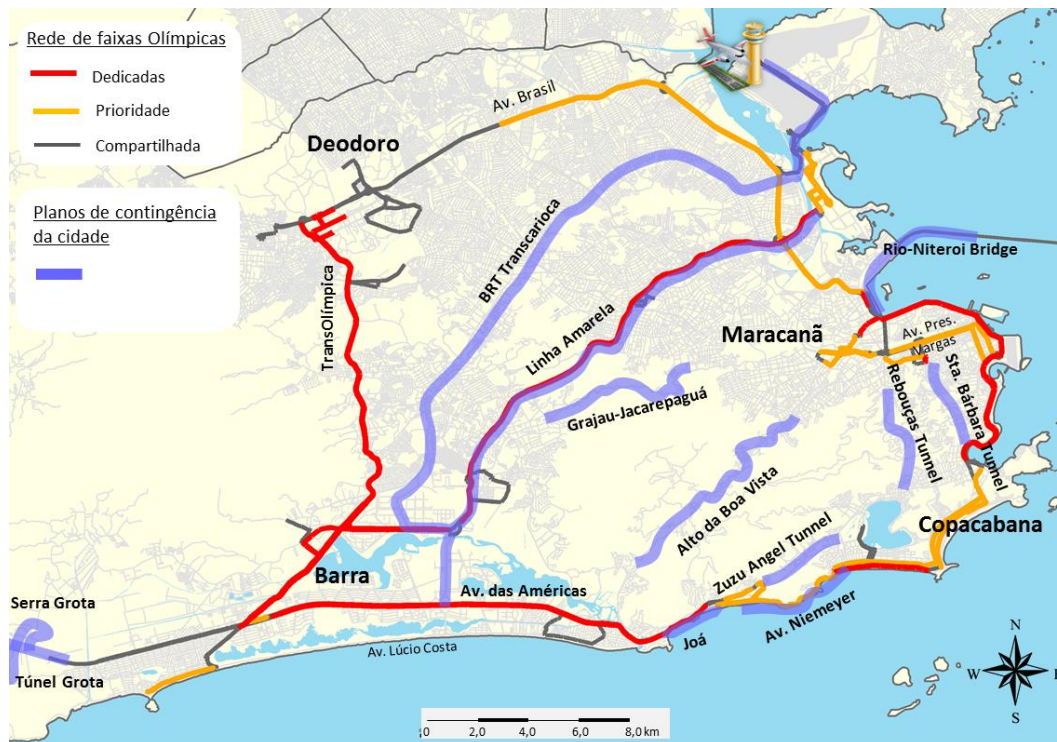 Rede de faixas Olímpicas
Dedicadas
Prioridade
Compartilhada
Planos de contingência
da cidade
Deodoro
Av. Brasil
BRT Transcarioca
TransOlímpica
Linha Amarela
Rio-Niteroi Bridge
Maracanã
Av. Pres.
Vargas
Grajau-Jacarepaguá
Rebouças Tunnel
Sta. Bárbara Tunnel
Alto da Boa Vista
Copacabana
Zuzu Angel Tunnel
Barra
Av. das Américas
Serra Grota
Av. Niemeyer
Joá
Av. Lúcio Costa
Túnel Grota
N
W
E
S
,0 2,0 4,0 6,0 8,0 km